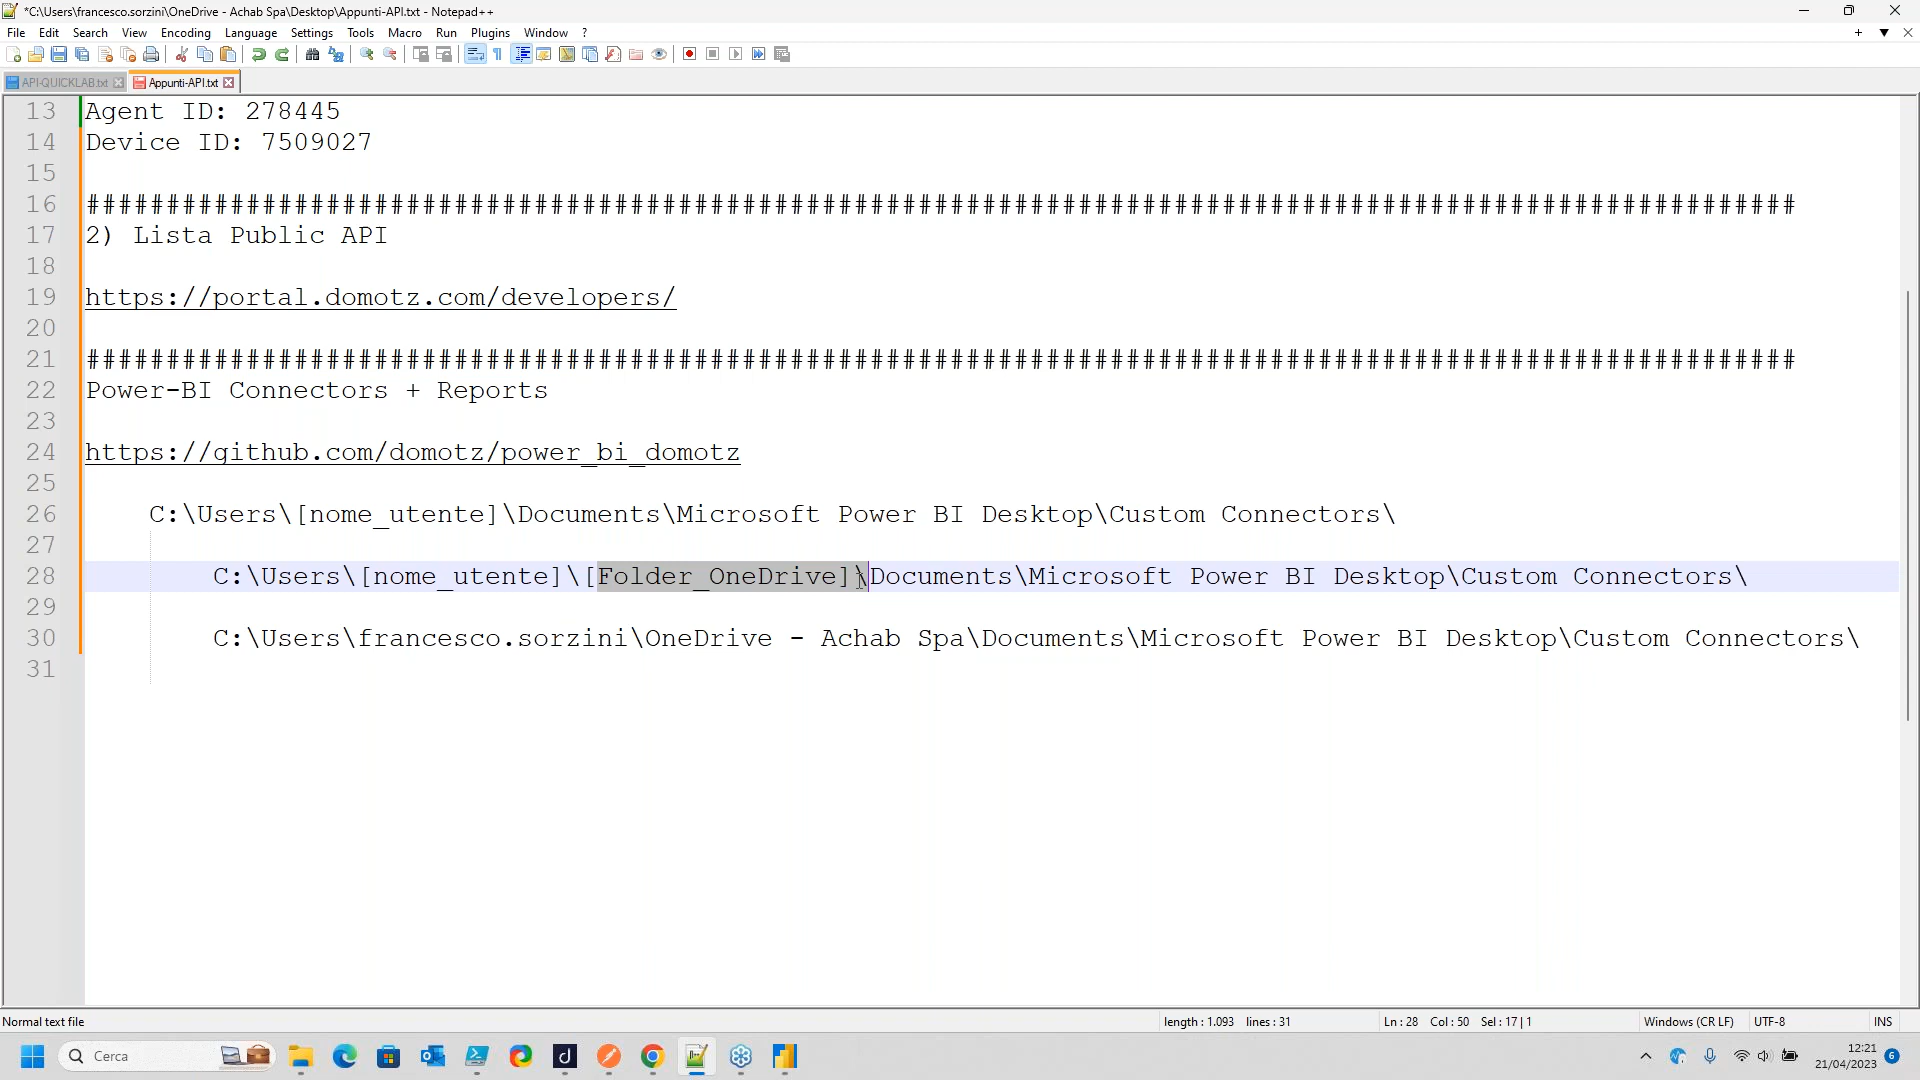 *C:\Users\francesco.sorzini\OneDrive - Achab Spa\Desktop\Appunti-API.txt - Notepad++
File Edit Search View Encoding Language Settings Tools Macro Run Plugins Window ?
API-QUICKLAB.txt Appunti-API.txt
13 Agent ID: 278445
14 Device ID: 7509027
15
16 ###########################################################################################################
17 2) Lista Public API
18
19 https://portal.domotz.com/developers/
20
21 ###########################################################################################################
22 Power-BI Connectors + Reports
23
24 https://github.com/domotz/power_bi_domotz
25
26 C:\Users\[nome_utente]\Documents\Microsoft Power BI Desktop\Custom Connectors\
27
28 C:\Users\[nome_utente]\[Folder_OneDrive]\Documents\Microsoft Power BI Desktop\Custom Connectors\
29
30 C:\Users\francesco.sorzini\OneDrive - Achab Spa\Documents\Microsoft Power BI Desktop\Custom Connectors\
31
Normal text file length : 1.093 lines : 31 Ln : 28 Col : 50 Sel : 17 | 1 Windows (CR LF) UTF-8 INS
Cerca
12:21
21/04/2023
6